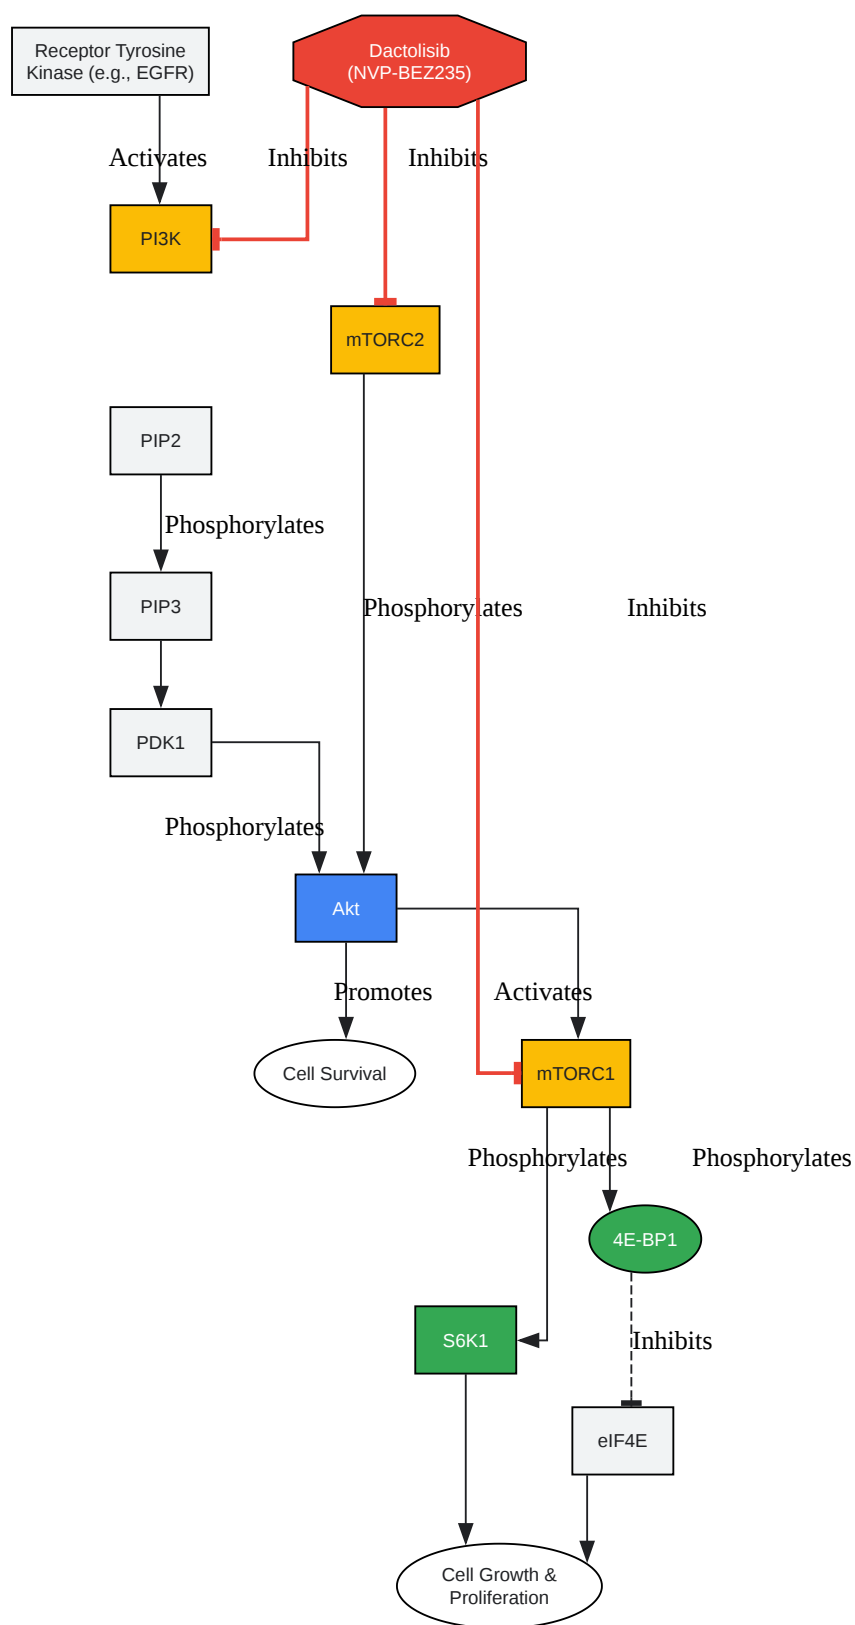 Receptor Tyrosine
Kinase (e.g., EGFR)
Dactolisib
(NVP-BEZ235)
Activates
Inhibits
Inhibits
PI3K
mTORC2
PIP2
Phosphorylates
PIP3
Phosphorylates
Inhibits
PDK1
Phosphorylates
Akt
Promotes
Activates
Cell Survival
mTORC1
Phosphorylates
Phosphorylates
4E-BP1
S6K1
Inhibits
eIF4E
Cell Growth &
Proliferation